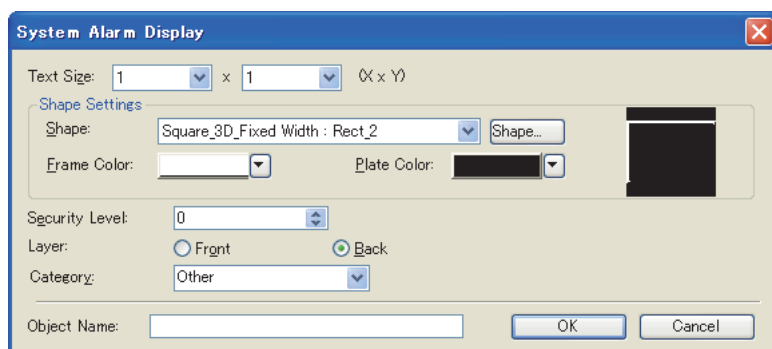 System Alarm Display
Text Size: 1 x 1 (X x Y)
Shape Settings
Shape: Square_3D_Fixed Width : Rect_2 Shape...
Frame Color: Plate Color:
Security Level: 0
Layer: Front Back
Category: Other
Object Name: OK Cancel